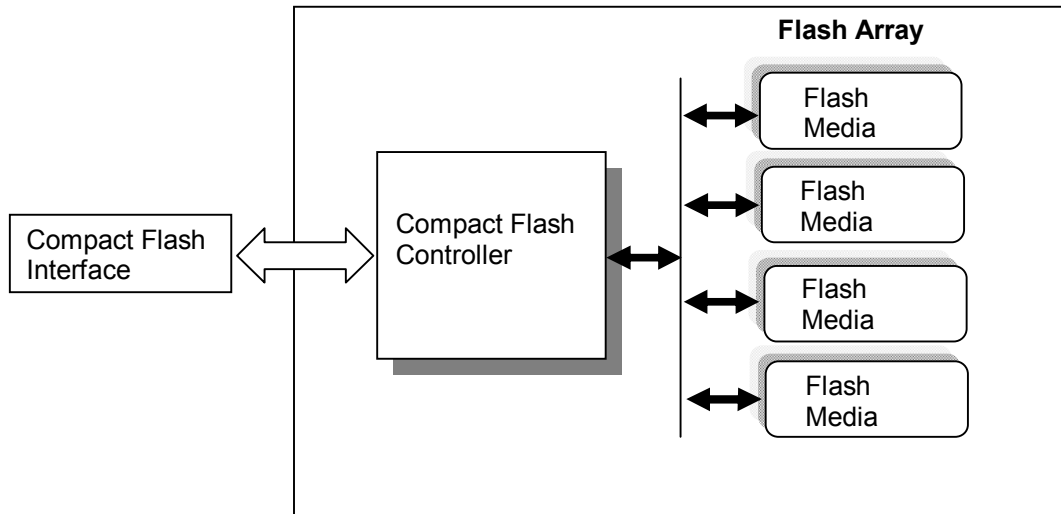 Flash Array
Flash
Media
Flash
Media
Compact Flash
Controller
Compact Flash
Interface
Flash
Media
Flash
Media